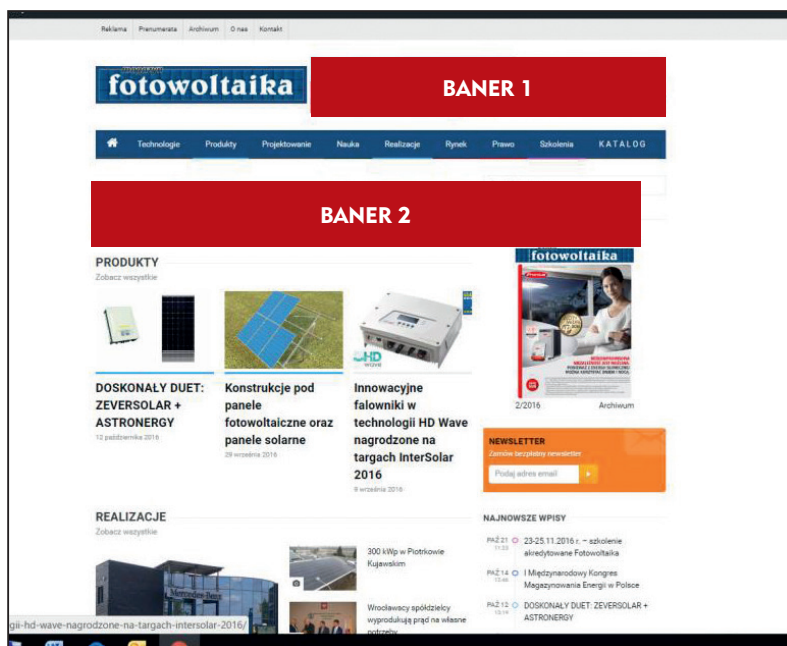 Reklama Prenumerata Archiwum O nas Kontakt
fotowoltaika
BANER 1
Technologie Produkty Projektowanie Nauka Realizacje Rynek Prawo Szkolenia KATALOG
BANER 2
PRODUKTY
Zobacz wszystkie
DOSKONAŁY DUET:
ZEVERSOLAR +
ASTRONERGY
12 października 2016
Konstrukcje pod
panele
fotowoltaiczne oraz
panele solarne
29 września 2016
HD
wave
Innowacyjne
falowniki w
technologii HD Wave
nagrodzone na
targach InterSolar
2016
9 września 2016
fotowoltaika
2/2016 Archiwum
NEWSLETTER
Zamów bezpłatny newsletter
Podaj adres email
REALIZACJE
Zobacz wszystkie
Mercedes-Benz
300 kWp w Piotrkowie
Kujawskim
Wrocławscy spółdzielcy
wyprodukują prąd na własne
potrzeby
NAJNOWSZE WPISY
PAŹ 21
23-25.11.2016 r. – szkolenie
akredytowane Fotowoltaika
PAŹ 14
I Międzynarodowy Kongres
Magazynowania Energii w Polsce
PAŹ 12
DOSKONAŁY DUET: ZEVERSOLAR +
ASTRONERGY
gii-hd-wave-nagrodzone-na-targach-intersolar-2016/